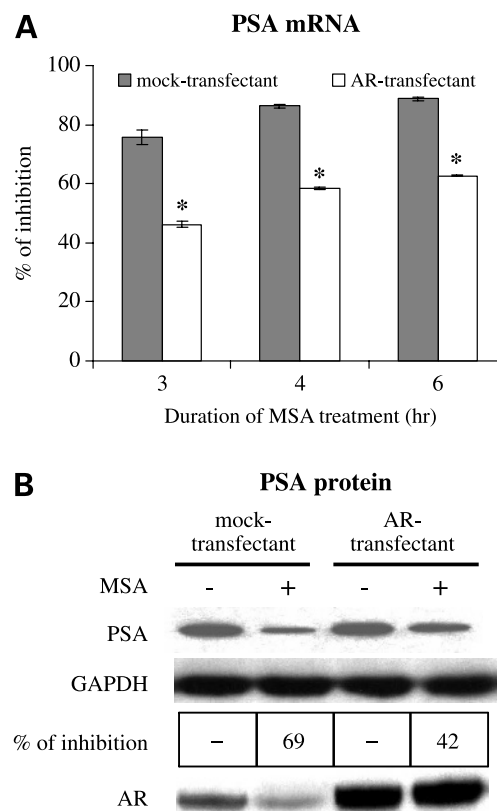 A
PSA mRNA
100
mock-transfectant AR-transfectant
80
60
40
20
0
% of inhibition
* * *
3 4 6
Duration of MSA treatment (hr)
B
PSA protein
mock-
transfectant
AR-
transfectant
MSA - + - +
PSA
GAPDH
% of inhibition – 69 – 42
AR